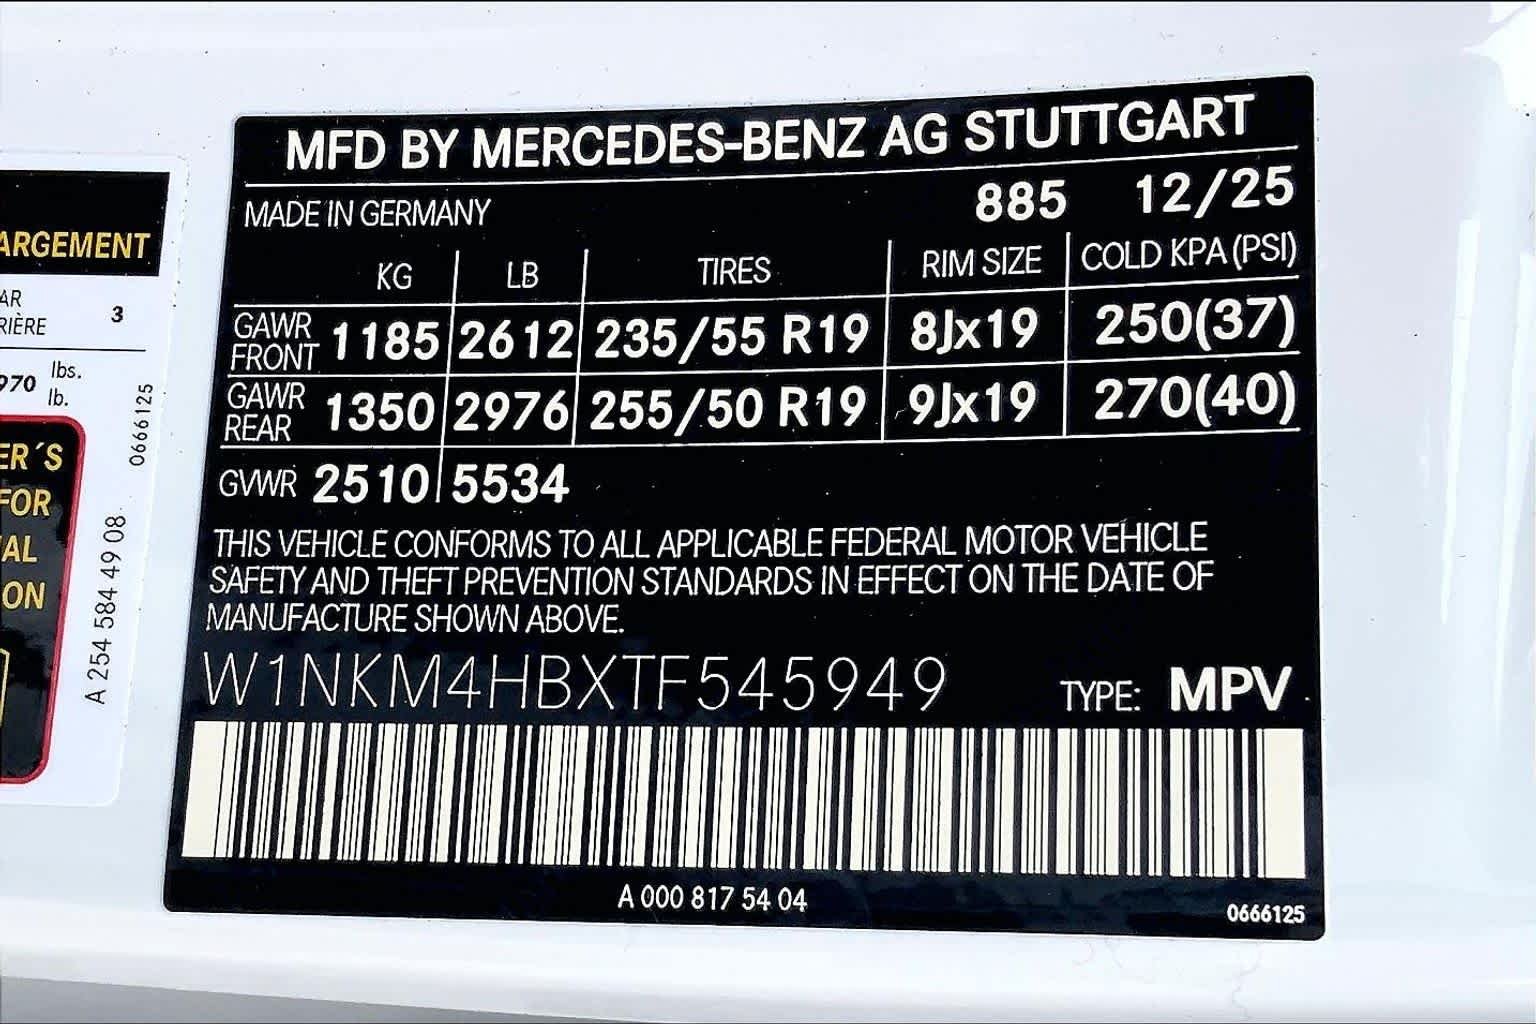 MFD BY MERCEDES-BENZ AG STUTTGART
MADE IN GERMANY 885 12/25
KG LB TIRES RIM SIZE COLD KPA (PSI)
GAWR FRONT 1185 2612 235/55 R19 8Jx19 250(37)
GAWR REAR 1350 2976 255/50 R19 9Jx19 270(40)
GVWR 2510 5534
THIS VEHICLE CONFORMS TO ALL APPLICABLE FEDERAL MOTOR VEHICLE
SAFETY AND THEFT PREVENTION STANDARDS IN EFFECT ON THE DATE OF
MANUFACTURE SHOWN ABOVE.
W1NKM4HBXTF545949 TYPE: MPV
A 000 817 54 04
0666125
ARGEMENT
AR
RIÈRE 3
970 lbs.
lb.
ER´S
FOR
AL
ON
0666125
A 254 584 49 08